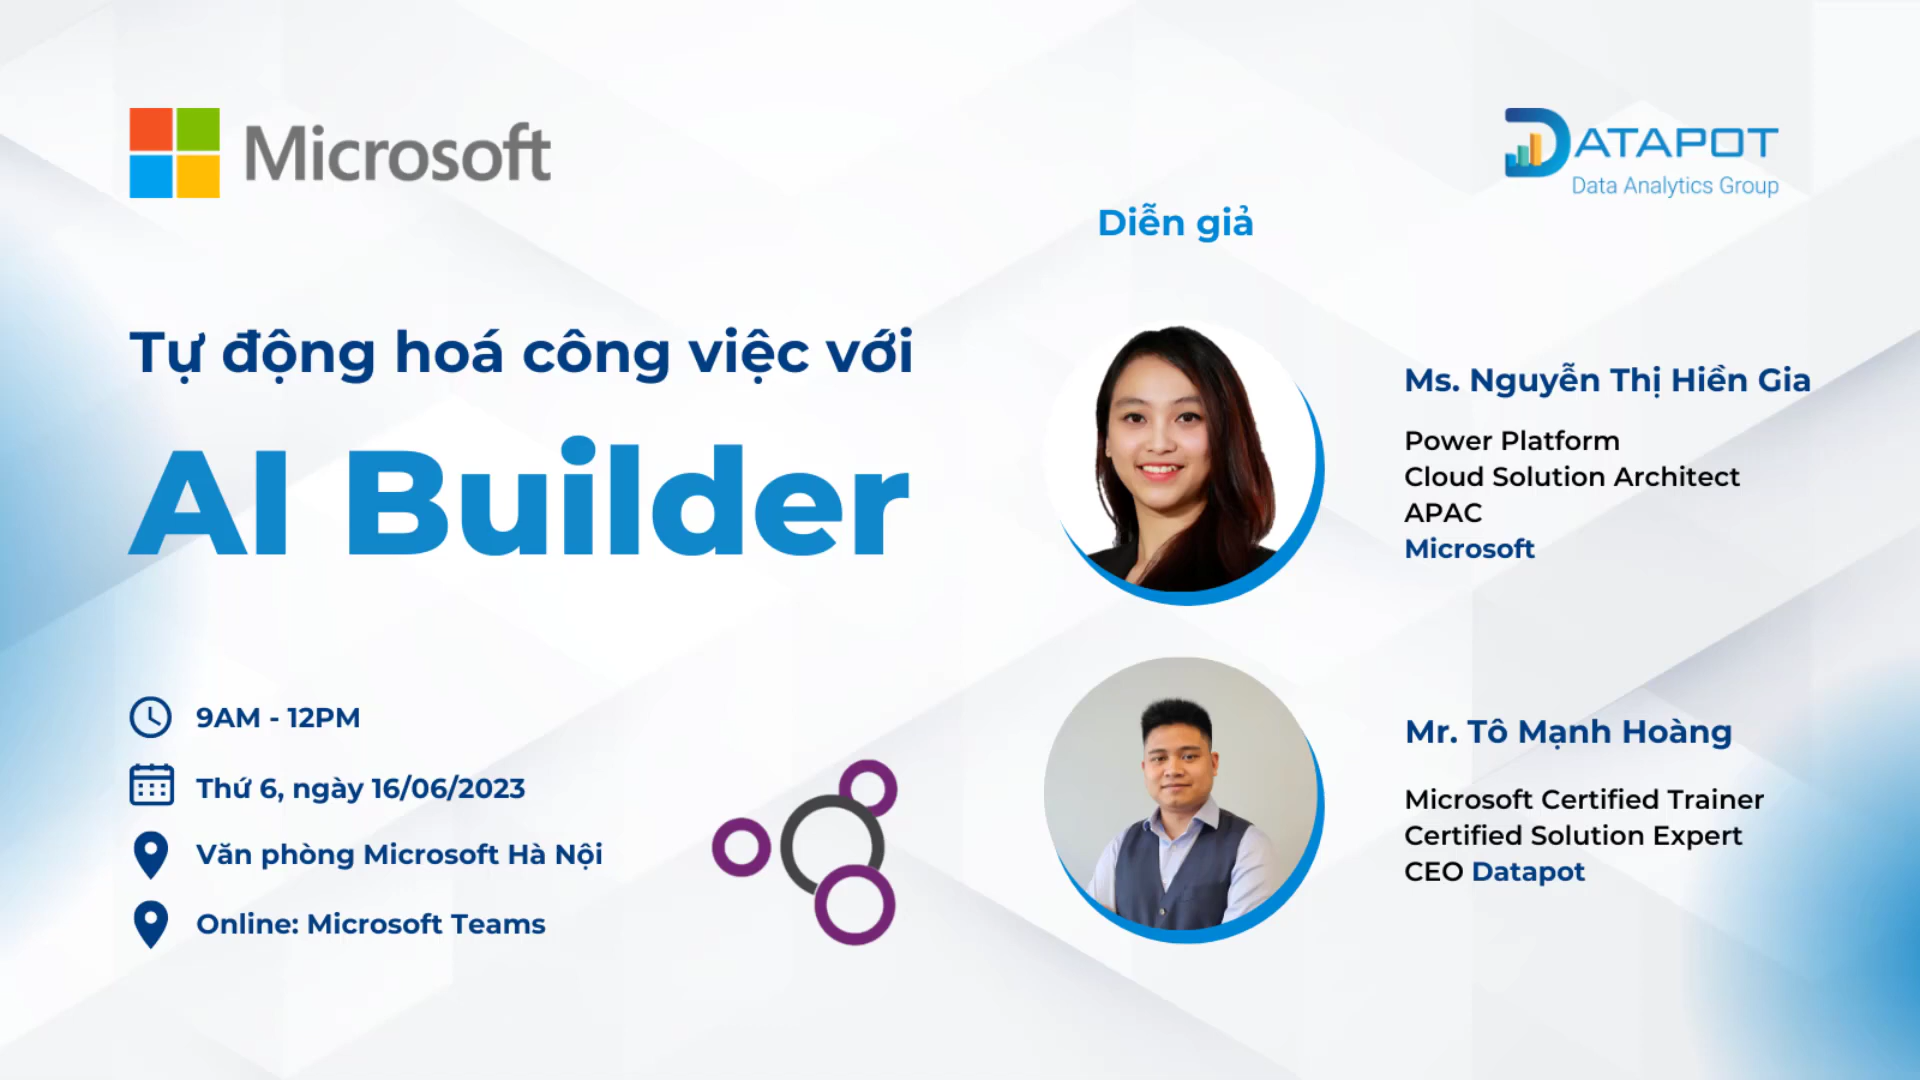 Microsoft
DATAPOT
Data Analytics Group
Tự động hoá công việc với
AI Builder
9AM - 12PM
Thứ 6, ngày 16/06/2023
Văn phòng Microsoft Hà Nội
Online: Microsoft Teams
Diễn giả
Ms. Nguyễn Thị Hiền Gia
Power Platform
Cloud Solution Architect
APAC
Microsoft
Mr. Tô Mạnh Hoàng
Microsoft Certified Trainer
Certified Solution Expert
CEO Datapot